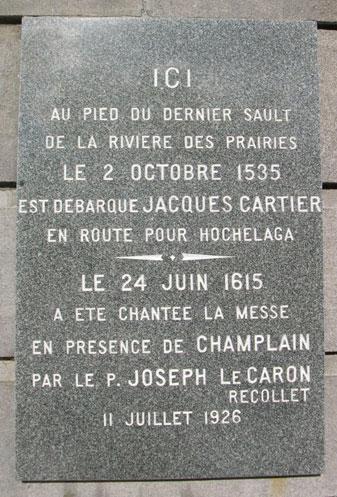 ICI
AU PIED DU DERNIER SAULT
DE LA RIVIERE DES PRAIRIES
LE 2 OCTOBRE 1535
EST DEBARQUE JACQUES CARTIER
EN ROUTE POUR HOCHELAGA
LE 24 JUIN 1615
A ETE CHANTEE LA MESSE
EN PRESENCE DE CHAMPLAIN
PAR LE P. JOSEPH LE CARON
RECOLLET
11 JUILLET 1926